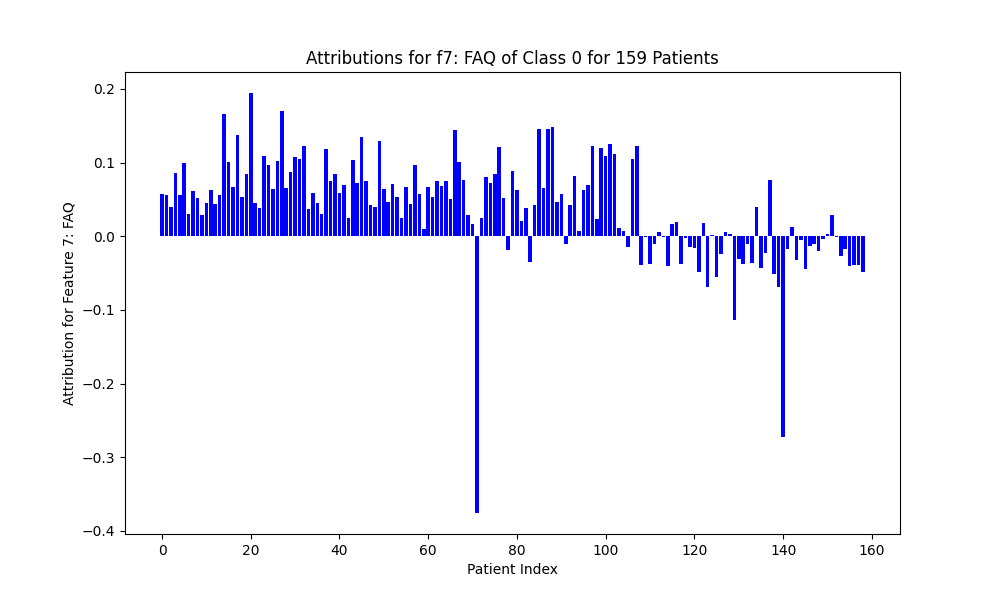 Attributions for f7: FAQ of Class 0 for 159 Patients
Attribution for Feature 7: FAQ
0.2
0.1
0.0
−0.1
−0.2
−0.3
−0.4
0 20 40 60 80 100 120 140 160
Patient Index